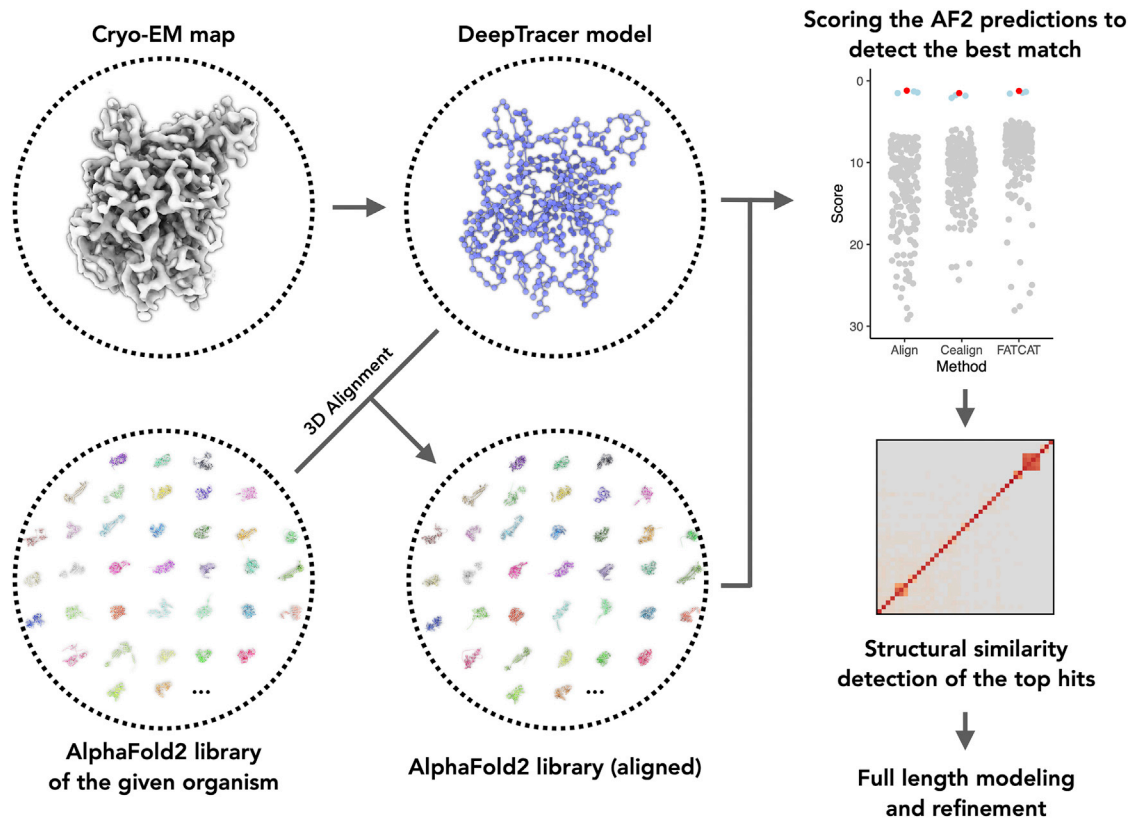 Cryo-EM map
DeepTracer model
Scoring the AF2 predictions to
detect the best match
0
10
20
30
Score
Align
Cealign
FATCAT
Method
3D Alignment
...
...
AlphaFold2 library
of the given organism
AlphaFold2 library (aligned)
Structural similarity
detection of the top hits
Full length modeling
and refinement